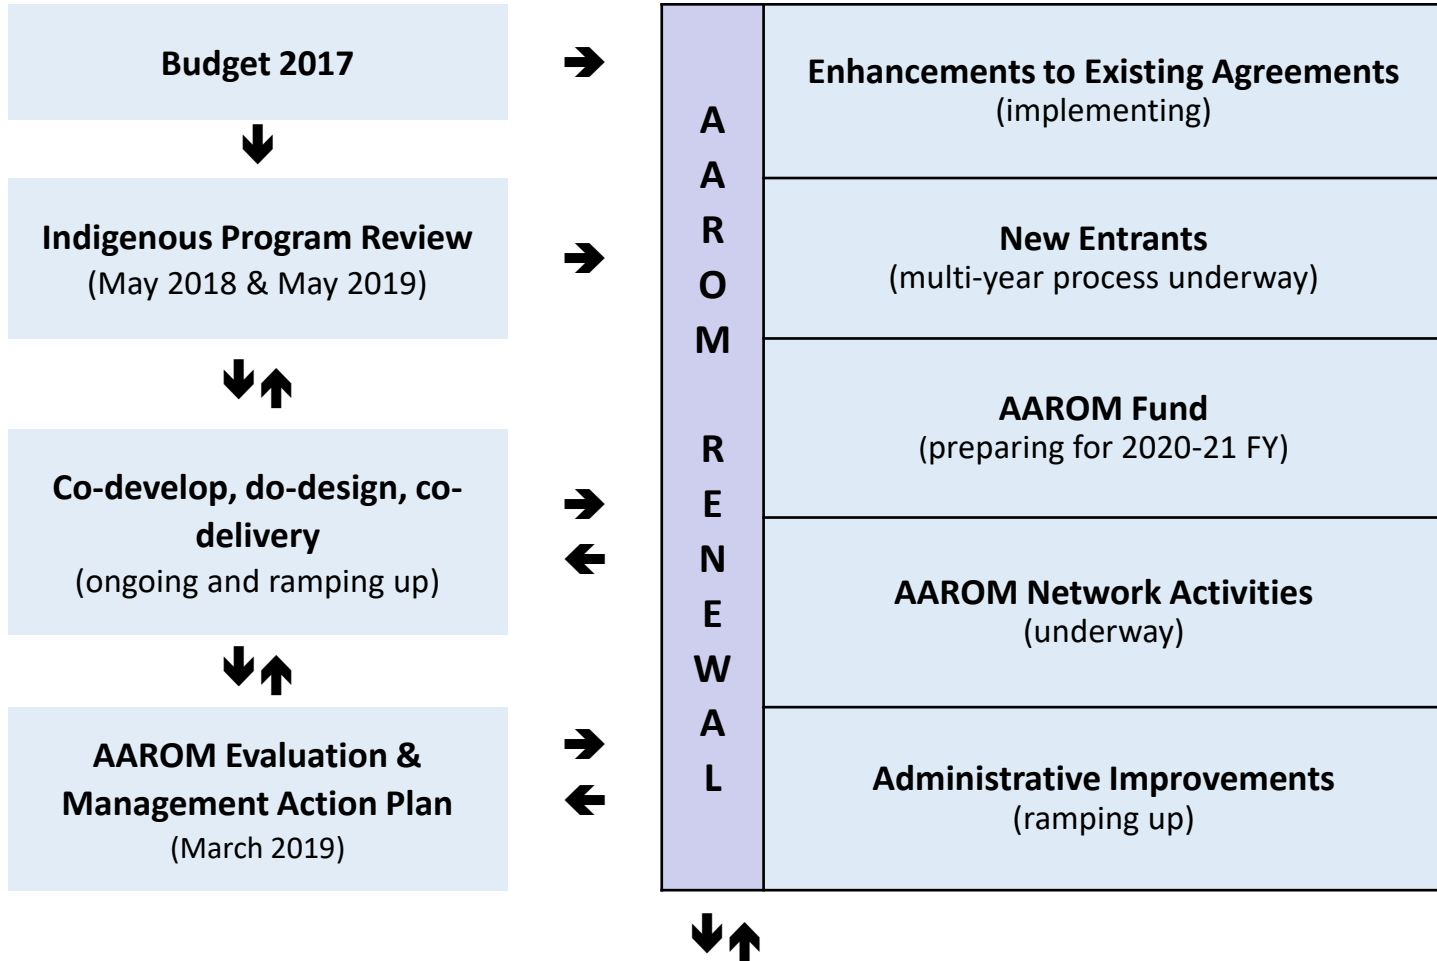 Budget 2017
Indigenous Program Review
(May 2018 & May 2019)
Co-develop, do-design, co-
delivery
(ongoing and ramping up)
AAROM Evaluation &
Management Action Plan
(March 2019)
A
A
R
O
M
R
E
N
E
W
A
L
Enhancements to Existing Agreements
(implementing)
New Entrants
(multi-year process underway)
AAROM Fund
(preparing for 2020-21 FY)
AAROM Network Activities
(underway)
Administrative Improvements
(ramping up)